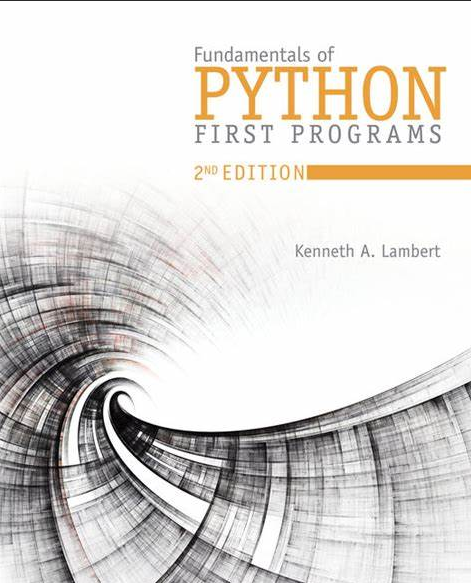 Fundamentals of
PYTHON
FIRST PROGRAMS
2ND EDITION
Kenneth A. Lambert